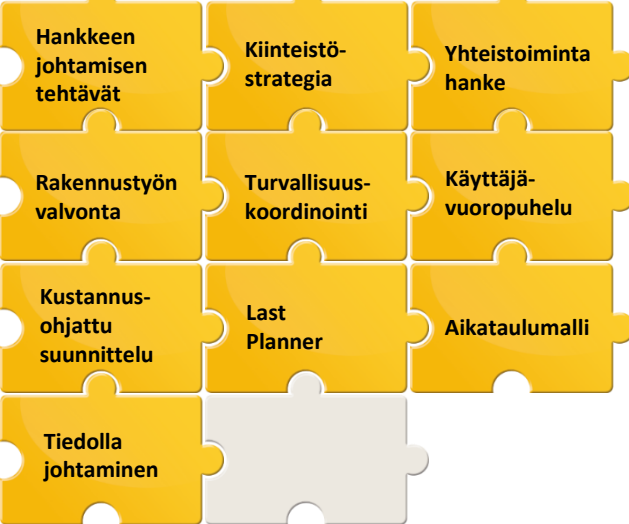 Hankkeen
johtamisen
tehtävät
Kiinteistö-
strategia
Yhteistoiminta
hanke
Rakennustyön
valvonta
Turvallisuus-
koordinointi
Käyttäjä-
vuoropuhelu
Kustannus-
ohjattu
suunnittelu
Last
Planner
Aikataulumalli
Tiedolla
johtaminen